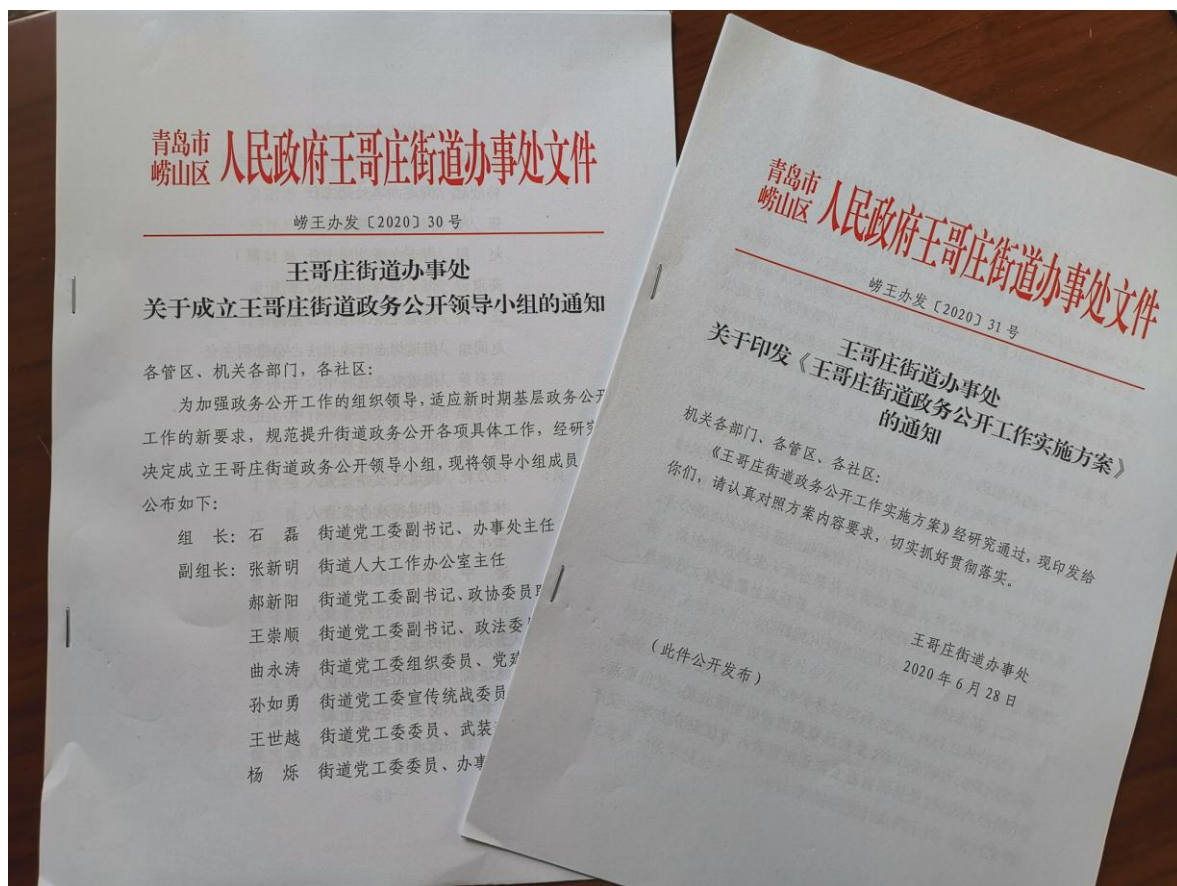 青岛市
崂山区 人民政府王哥庄街道办事处文件
崂王办发〔2020〕30号
王哥庄街道办事处
关于成立王哥庄街道政务公开领导小组的通知
各管区、机关各部门,各社区:
为加强政务公开工作的组织领导,适应新时期基层政务公开
工作的新要求,规范提升街道政务公开各项具体工作,经研究
决定成立王哥庄街道政务公开领导小组,现将领导小组成员
公布如下:
组 长:石 磊 街道党工委副书记、办事处主任
副组长:张新明 街道人大工作办公室主任
郝新阳 街道党工委副书记、政协委员
王崇顺 街道党工委副书记、政法委
曲永涛 街道党工委组织委员、党建
孙如勇 街道党工委宣传统战委员
王世越 街道党工委委员、武装
杨 烁 街道党工委委员、办事
青岛市
崂山区 人民政府王哥庄街道办事处文件
崂王办发〔2020〕31号
王哥庄街道办事处
关于印发《王哥庄街道政务公开工作实施方案》
的通知
机关各部门、各管区、各社区:
《王哥庄街道政务公开工作实施方案》经研究通过,现印发给
你们,请认真对照方案内容要求,切实抓好贯彻落实。
王哥庄街道办事处
2020年6月28日
(此件公开发布)